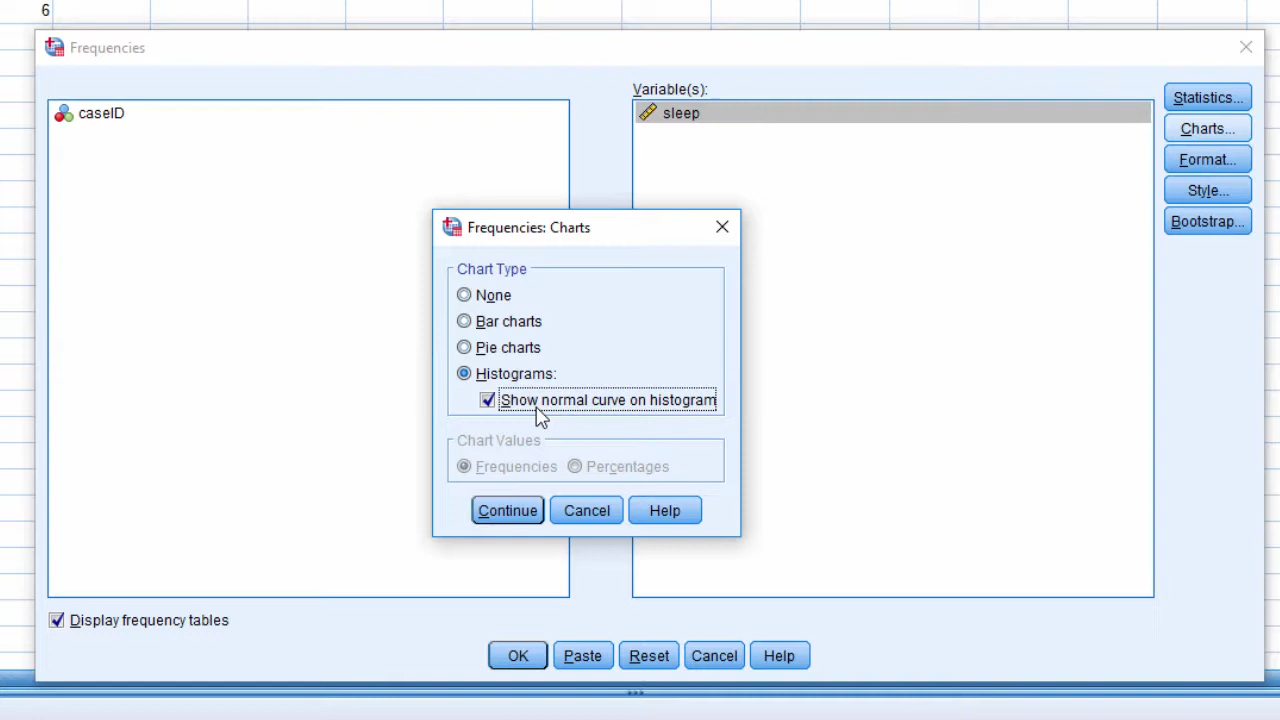 6
Frequencies
Variable(s):
caseID
sleep
Statistics...
Charts...
Format...
Style...
Bootstrap...
Frequencies: Charts
Chart Type
None
Bar charts
Pie charts
Histograms:
Show normal curve on histogram
Chart Values
Frequencies Percentages
Continue Cancel Help
Display frequency tables
OK Paste Reset Cancel Help